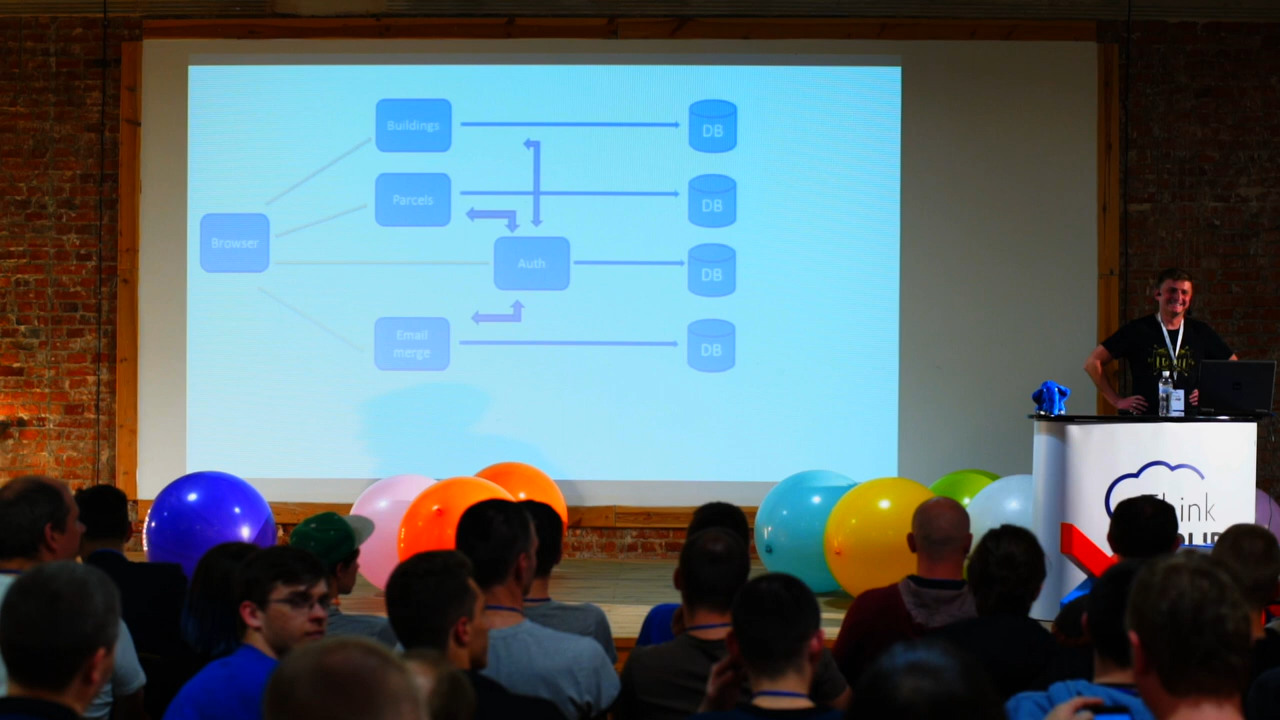 Buildings
DB
Parcels
DB
Browser
Auth
DB
Email
merge
DB
Think